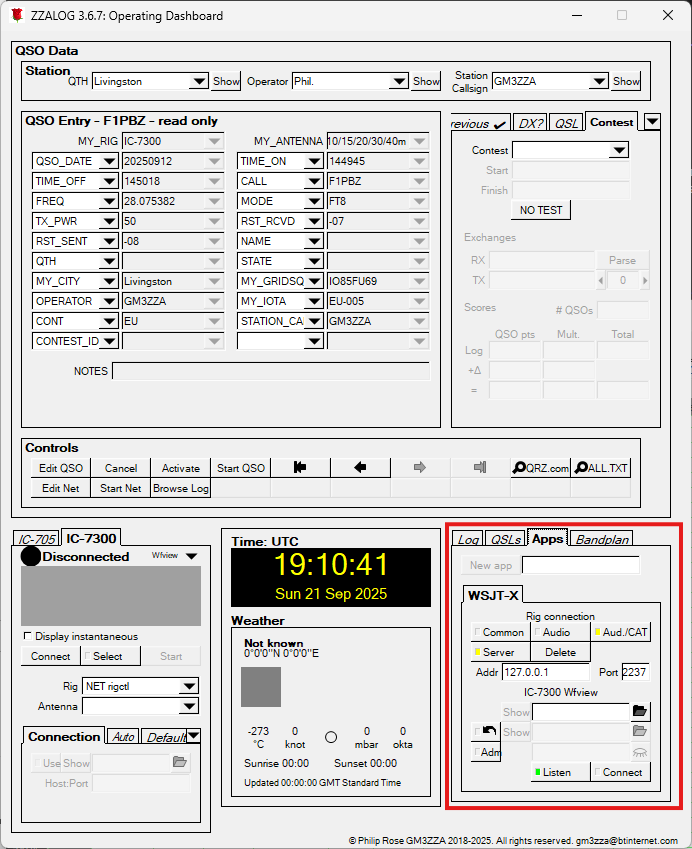 ZZALOG 3.6.7: Operating Dashboard
QSO Data
Station
QTH Livingston Show Operator Phil. Show Station Callsign GM3ZZA Show
QSO Entry - F1PBZ - read only
MY_RIG IC-7300 MY_ANTENNA 10/15/20/30/40m
QSO_DATE 20250912 TIME_ON 144945
TIME_OFF 145018 CALL F1PBZ
FREQ 28.075382 MODE FT8
TX_PWR 50 RST_RCVD -07
RST_SENT -08 NAME
QTH STATE
MY_CITY Livingston MY_GRIDSQ IO85FU69
OPERATOR GM3ZZA MY_IOTA EU-005
CONT EU STATION_CA GM3ZZA
CONTEST_ID
NOTES
revious DX? QSL Contest
Contest
Start
Finish
NO TEST
Exchanges
RX Parse
TX 0
Scores # QSOs
QSO pts Mult. Total
Log
+Δ
=
Controls
Edit QSO Cancel Activate Start QSO QRZ.com ALL.TXT
Edit Net Start Net Browse Log
IC-705 IC-7300
Disconnected Wfview
Display instantaneous
Connect Select Start
Rig NET rigctl
Antenna
Connection Auto Default
Use Show
Host:Port
Time: UTC
19:10:41
Sun 21 Sep 2025
Weather
Not known
0°0'0"N 0°0'0"E
-273 0 0 0
°C knot mbar okta
Sunrise 00:00 Sunset 00:00
Updated 00:00:00 GMT Standard Time
Log QSLs Apps Bandplan
New app
WSJT-X
Rig connection
Common Audio Aud./CAT
Server Delete
Addr 127.0.0.1 Port 2237
IC-7300 Wfview
Show
Show
Adm
Listen Connect
© Philip Rose GM3ZZA 2018-2025. All rights reserved. gm3zza@btinternet.com